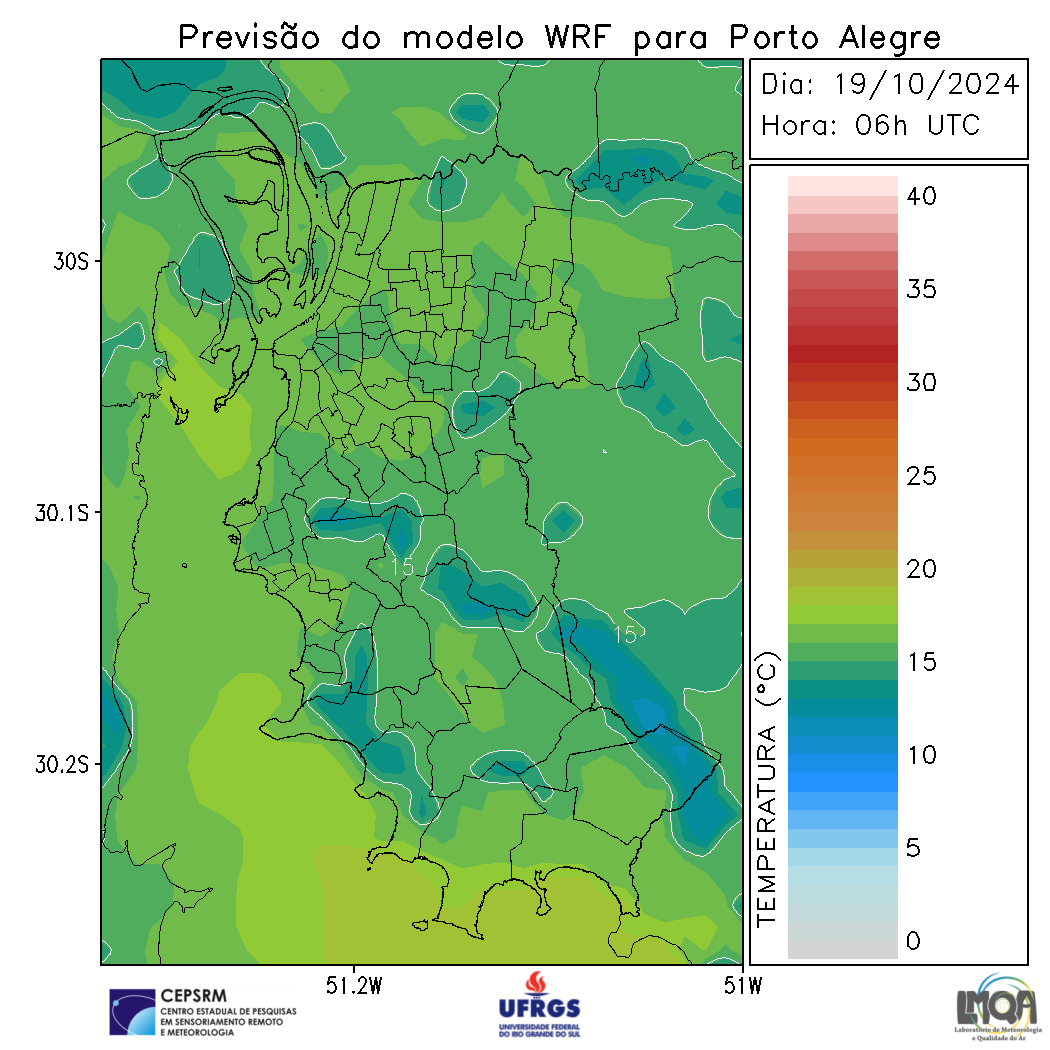 Previsão do modelo WRF para Porto Alegre
Dia: 19/10/2024
Hora: 06h UTC
40
35
30
25
20
15
10
5
0
TEMPERATURA (°C)
30S
30.1S
30.2S
15
15
51.2W
51W
CEPSRM
CENTRO ESTADUAL DE PESQUISAS
EM SENSORIAMENTO REMOTO
E METEOROLOGIA
UFRGS
UNIVERSIDADE FEDERAL
DO RIO GRANDE DO SUL
LMQA
Laboratório de Meteorologia
e Qualidade do Ar